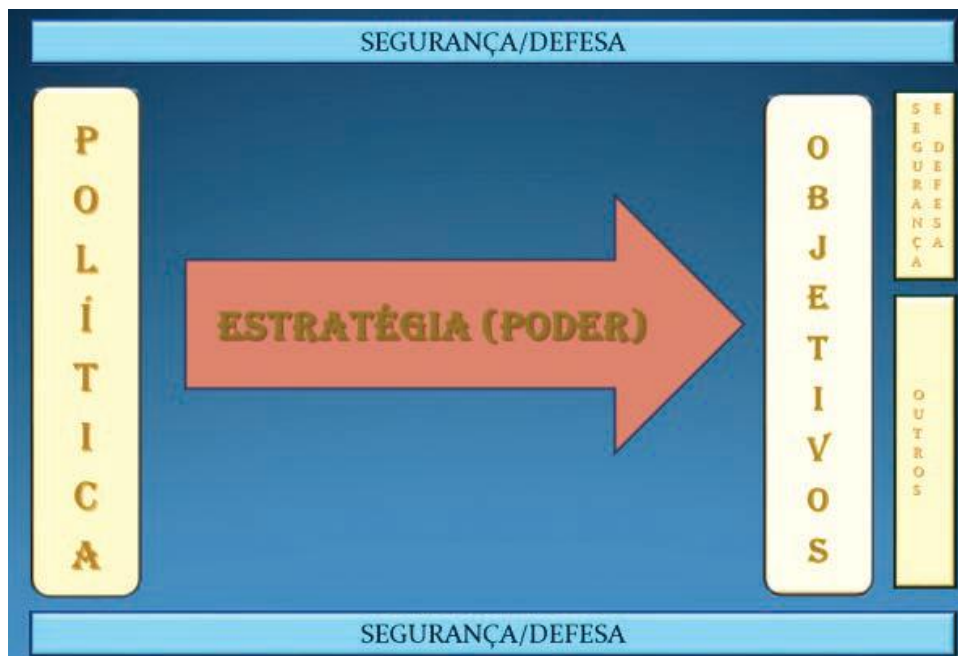 SEGURANÇA/DEFESA
POLÍTICA
ESTRATÉGIA (PODER)
OBJETIVOS
SEGURANÇA
E DEFESA
OUTROS
SEGURANÇA/DEFESA